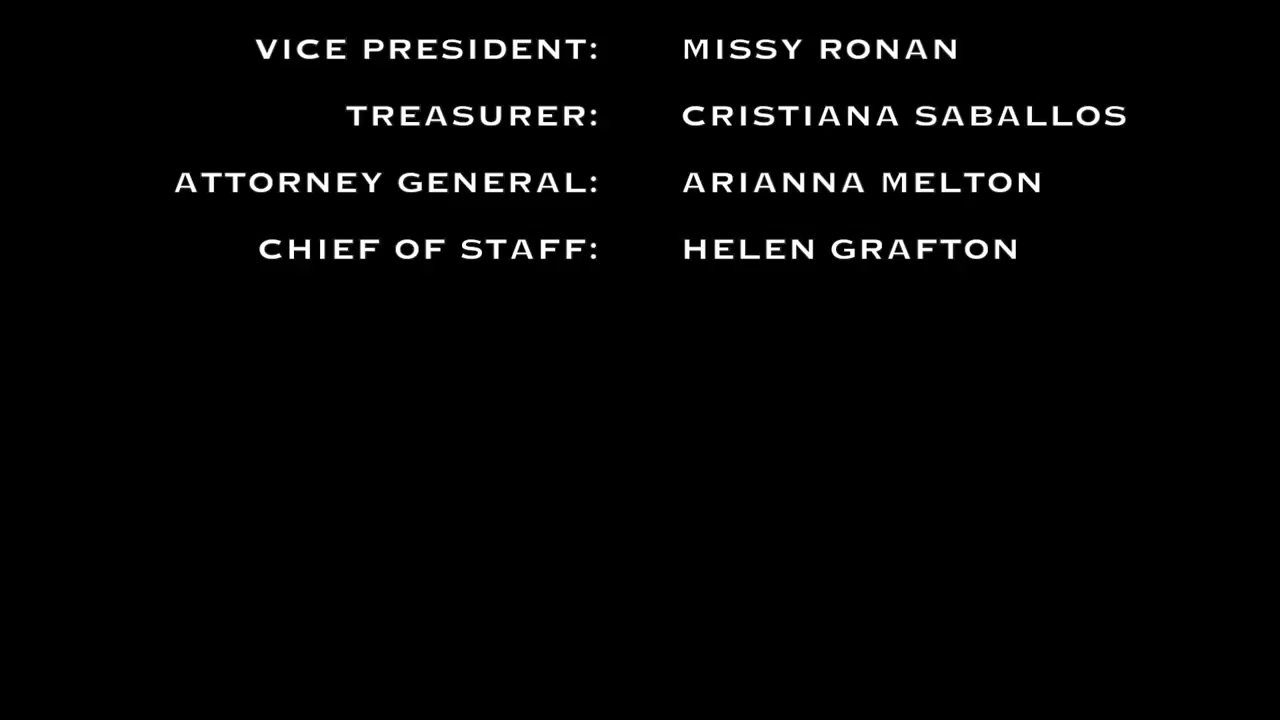 VICE PRESIDENT: MISSY RONAN
TREASURER: CRISTIANA SABALLOS
ATTORNEY GENERAL: ARIANNA MELTON
CHIEF OF STAFF: HELEN GRAFTON